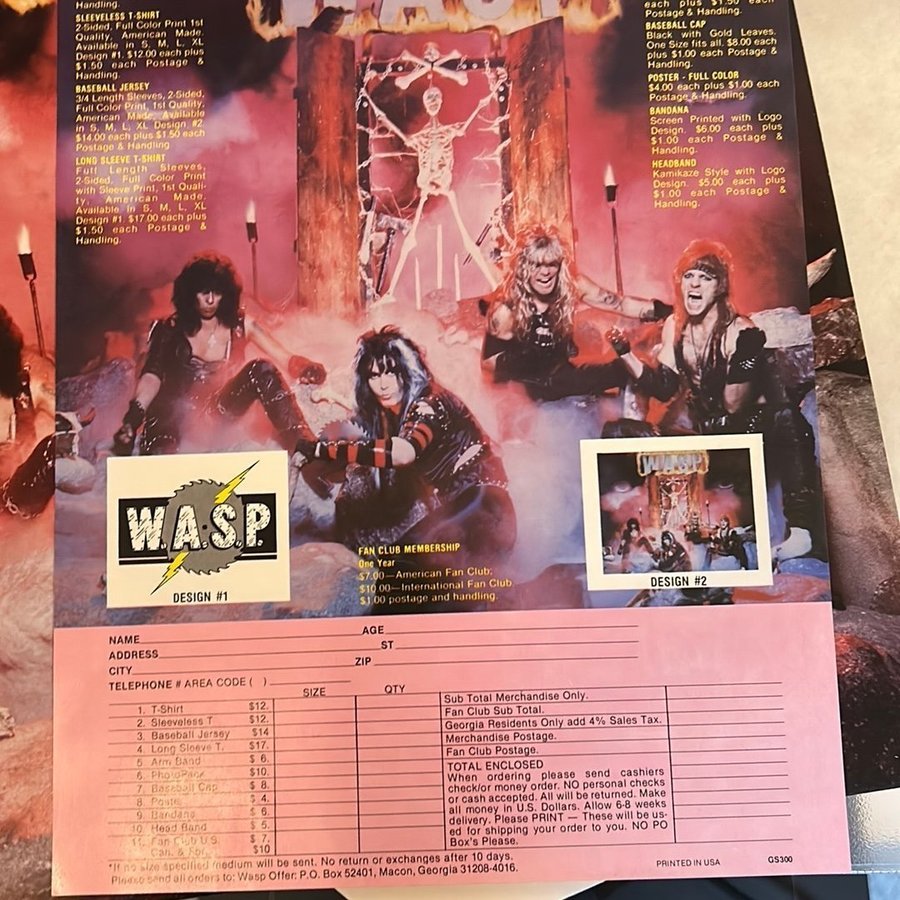 Handling.
SLEEVELESS T-SHIRT
2-Sided, Full Color Print 1st
Quality, American Made.
Available in S, M, L, XL
Design #1. $12.00 each plus
$1.50 each Postage &
Handling.
BASEBALL JERSEY
3/4 Length Sleeves, 2-Sided,
Full Color Print, 1st Quality.
American Made, Available
in S, M, L, XL Design #2.
$14.00 each plus $1.50 each
Postage & Handling
LONG SLEEVE T-SHIRT
Full Length Sleeves,
2-Sided, Full Color Print
with Sleeve Print, 1st Quali-
ty. American Made.
Available in S, M, L, XL
Design #1. $17.00 each plus
$1.50 each Postage &
Handling.
W.A.S.P.
each plus $1.50 each
Postage & Handling.
BASEBALL CAP
Black with Gold Leaves.
One Size fits all. $8.00 each
plus $1.00 each Postage &
Handling.
POSTER - FULL COLOR
$4.00 each plus $1.00 each
Postage & Handling.
BANDANA
Screen Printed with Logo
Design. $6.00 each plus
$1.00 each Postage &
Handling.
HEADBAND
Kamikaze Style with Logo
Design. $5.00 each plus
$1.00 each Postage &
Handling.
W.A.S.P.
DESIGN #1
FAN CLUB MEMBERSHIP
One Year
$7.00—American Fan Club.
$10.00—International Fan Club
$1.00 postage and handling.
W.A.S.P.
DESIGN #2
NAME AGE
ADDRESS ST
CITY ZIP
TELEPHONE # AREA CODE ( )
SIZE QTY
1. T-Shirt $12.
2. Sleeveless T $12.
3. Baseball Jersey $14
4. Long Sleeve T. $17.
5. Arm Band $ 6.
6. PhotoPack $10.
7. Baseball Cap $ 8.
8. Poster $ 4.
9. Bandana $ 6.
10. Head Band $ 5.
11. Fan Club U.S. $ 7.
Can. & For. $10
Sub Total Merchandise Only.
Fan Club Sub Total.
Georgia Residents Only add 4% Sales Tax.
Merchandise Postage.
Fan Club Postage.
TOTAL ENCLOSED
When ordering please send cashiers
check/or money order. NO personal checks
or cash accepted. All will be returned. Make
all money in U.S. Dollars. Allow 6-8 weeks
delivery. Please PRINT — These will be us-
ed for shipping your order to you. NO PO
Box's Please.
*If no size specified medium will be sent. No return or exchanges after 10 days.
Please send all orders to: Wasp Offer: P.O. Box 52401, Macon, Georgia 31208-4016.
PRINTED IN USA GS300